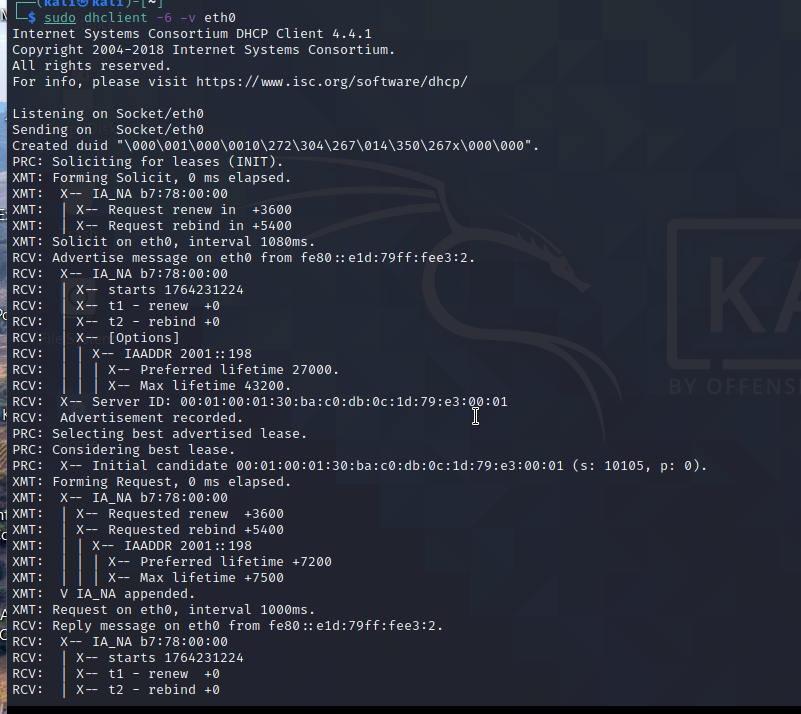 (kali㉿kali)-[~]
$ sudo dhclient -6 -v eth0
Internet Systems Consortium DHCP Client 4.4.1
Copyright 2004-2018 Internet Systems Consortium.
All rights reserved.
For info, please visit https://www.isc.org/software/dhcp/
Listening on Socket/eth0
Sending on   Socket/eth0
Created duid "\000\001\000\0010\272\304\267\014\350\267x\000\000".
PRC: Soliciting for leases (INIT).
XMT: Forming Solicit, 0 ms elapsed.
XMT:  X-- IA_NA b7:78:00:00
XMT:  | X-- Request renew in  +3600
XMT:  | X-- Request rebind in +5400
XMT: Solicit on eth0, interval 1080ms.
RCV: Advertise message on eth0 from fe80::e1d:79ff:fee3:2.
RCV:  X-- IA_NA b7:78:00:00
RCV:  | X-- starts 1764231224
RCV:  | X-- t1 - renew  +0
RCV:  | X-- t2 - rebind +0
RCV:  | X-- [Options]
RCV:  | | X-- IAADDR 2001::198
RCV:  | | | X-- Preferred lifetime 27000.
RCV:  | | | X-- Max lifetime 43200.
RCV:  X-- Server ID: 00:01:00:01:30:ba:c0:db:0c:1d:79:e3:00:01
RCV:  Advertisement recorded.
PRC: Selecting best advertised lease.
PRC: Considering best lease.
PRC:  X-- Initial candidate 00:01:00:01:30:ba:c0:db:0c:1d:79:e3:00:01 (s: 10105, p: 0).
XMT: Forming Request, 0 ms elapsed.
XMT:  X-- IA_NA b7:78:00:00
XMT:  | X-- Requested renew  +3600
XMT:  | X-- Requested rebind +5400
XMT:  | | X-- IAADDR 2001::198
XMT:  | | | X-- Preferred lifetime +7200
XMT:  | | | X-- Max lifetime +7500
XMT:  V IA_NA appended.
XMT: Request on eth0, interval 1000ms.
RCV: Reply message on eth0 from fe80::e1d:79ff:fee3:2.
RCV:  X-- IA_NA b7:78:00:00
RCV:  | X-- starts 1764231224
RCV:  | X-- t1 - renew  +0
RCV:  | X-- t2 - rebind +0
KA
BY OFFENS